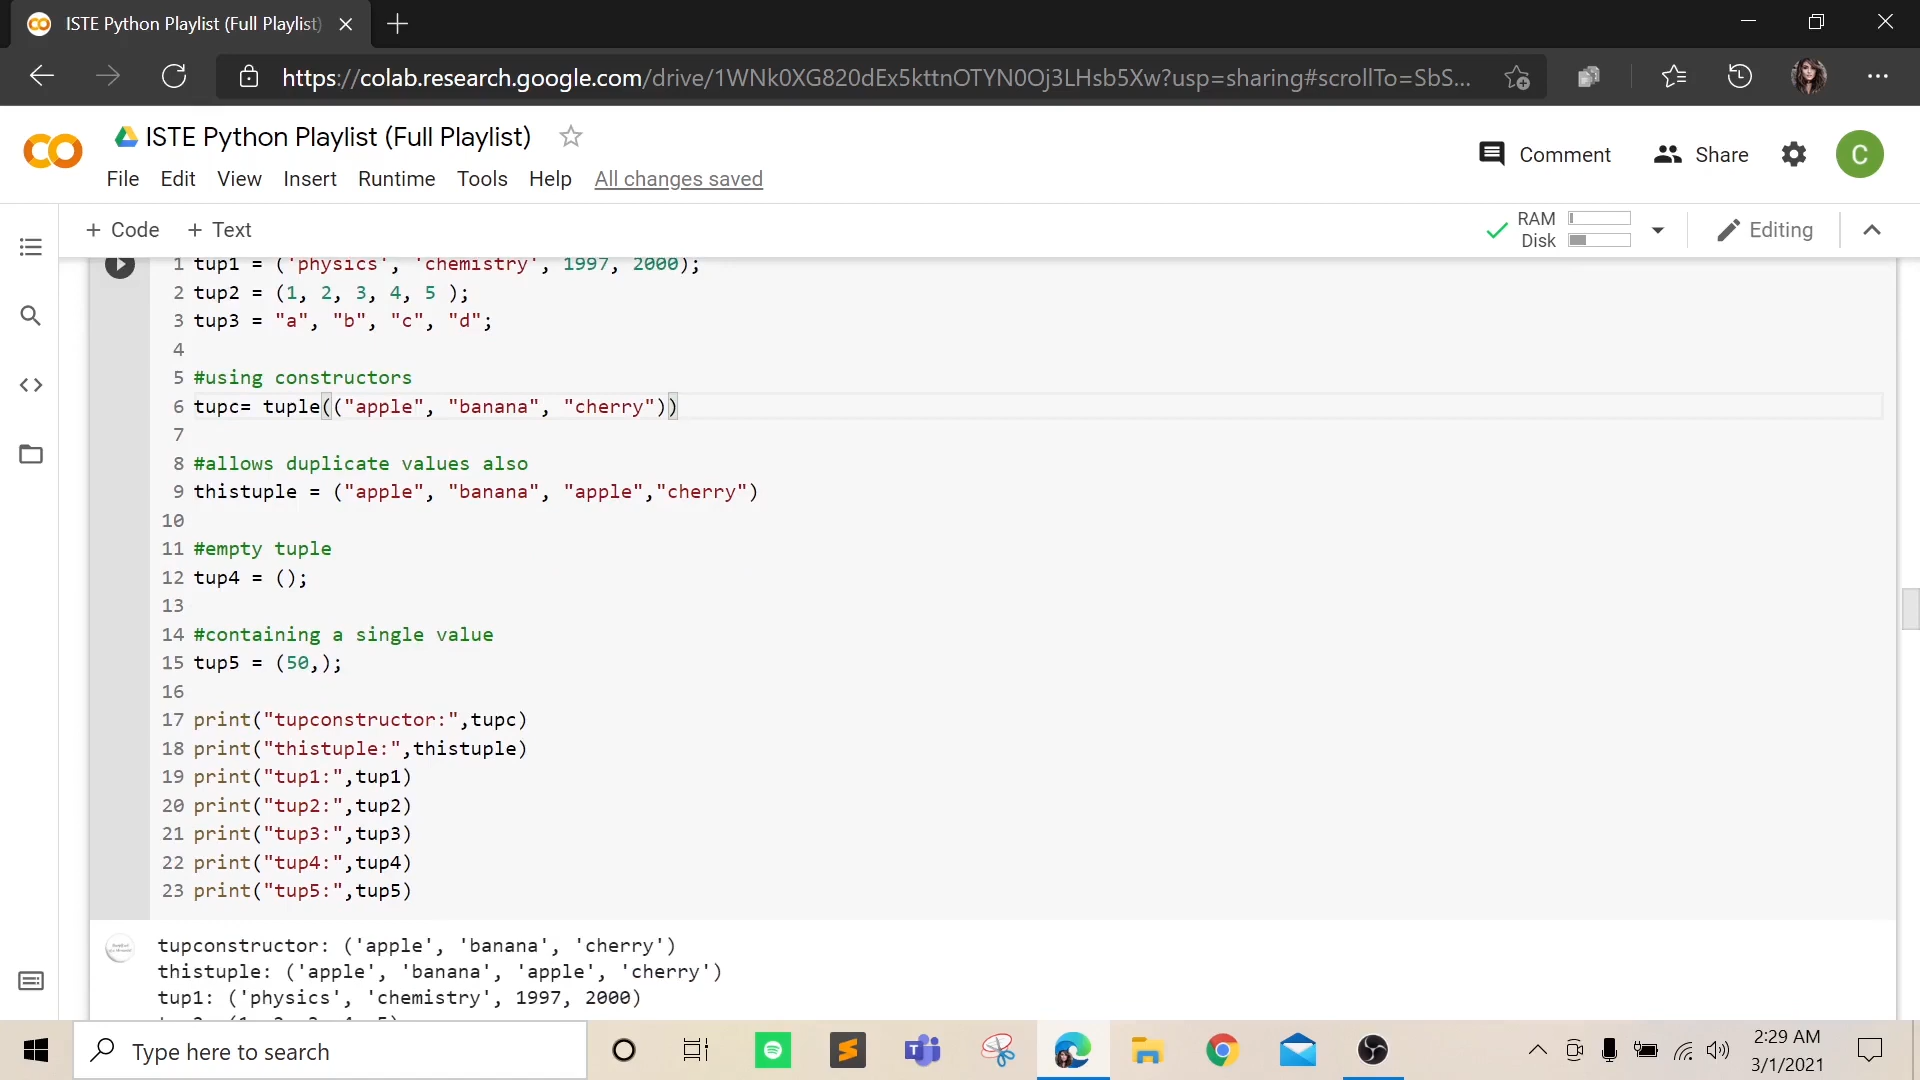 ISTE Python Playlist (Full Playlist)
https://colab.research.google.com/drive/1WNk0XG820dEx5kttnOTYN0Oj3LHsb5Xw?usp=sharing#scrollTo=SbS...
ISTE Python Playlist (Full Playlist)
Comment Share C
File Edit View Insert Runtime Tools Help All changes saved
+ Code + Text RAM Disk Editing
1 tup1 = ('physics', 'chemistry', 1997, 2000);
2 tup2 = (1, 2, 3, 4, 5 );
3 tup3 = "a", "b", "c", "d";
4
5 #using constructors
6 tupc= tuple(("apple", "banana", "cherry"))
7
8 #allows duplicate values also
9 thistuple = ("apple", "banana", "apple","cherry")
10
11 #empty tuple
12 tup4 = ();
13
14 #containing a single value
15 tup5 = (50,);
16
17 print("tupconstructor:",tupc)
18 print("thistuple:",thistuple)
19 print("tup1:",tup1)
20 print("tup2:",tup2)
21 print("tup3:",tup3)
22 print("tup4:",tup4)
23 print("tup5:",tup5)
tupconstructor: ('apple', 'banana', 'cherry')
thistuple: ('apple', 'banana', 'apple', 'cherry')
tup1: ('physics', 'chemistry', 1997, 2000)
Type here to search
2:29 AM
3/1/2021